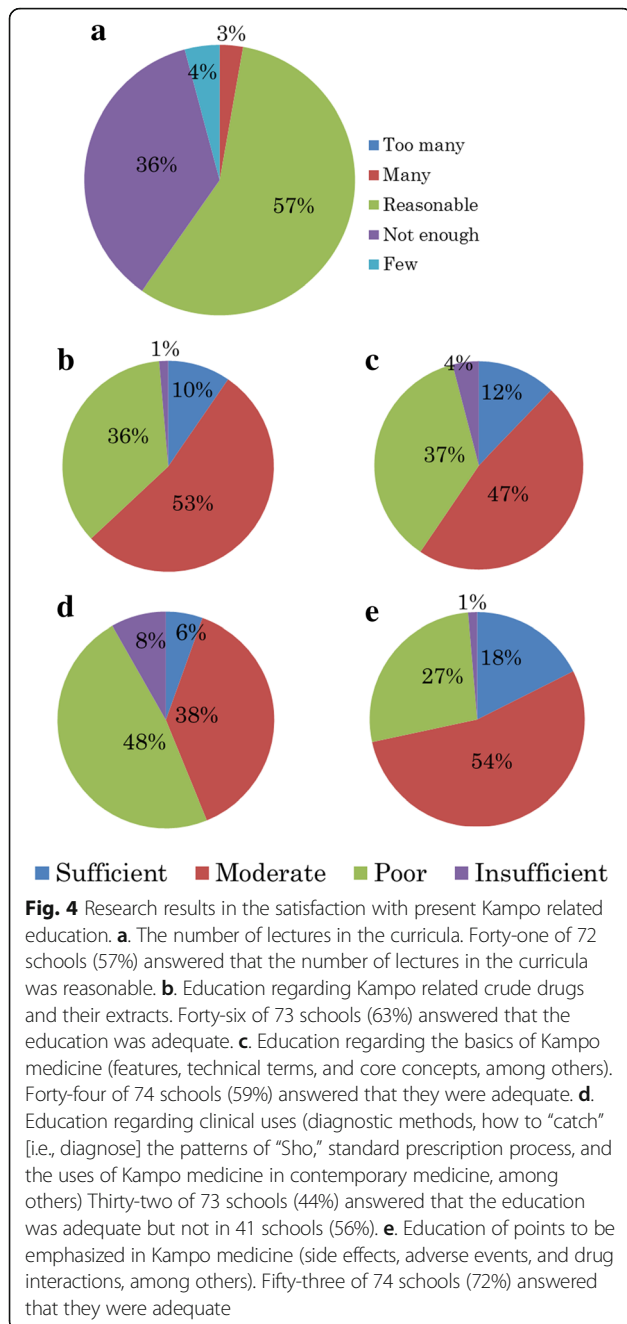 a
3%
4%
36%
57%
Too many
Many
Reasonable
Not enough
Few
b
1%
10%
36%
53%
c
4%
12%
37%
47%
d
8%
6%
38%
48%
e
1%
18%
27%
54%
Sufficient Moderate Poor Insufficient
Fig. 4 Research results in the satisfaction with present Kampo related
education. a. The number of lectures in the curricula. Forty-one of 72
schools (57%) answered that the number of lectures in the curricula
was reasonable. b. Education regarding Kampo related crude drugs
and their extracts. Forty-six of 73 schools (63%) answered that the
education was adequate. c. Education regarding the basics of Kampo
medicine (features, technical terms, and core concepts, among others).
Forty-four of 74 schools (59%) answered that they were adequate. d.
Education regarding clinical uses (diagnostic methods, how to “catch”
[i.e., diagnose] the patterns of “Sho,” standard prescription process, and
the uses of Kampo medicine in contemporary medicine, among
others) Thirty-two of 73 schools (44%) answered that the education
was adequate but not in 41 schools (56%). e. Education of points to be
emphasized in Kampo medicine (side effects, adverse events, and drug
interactions, among others). Fifty-three of 74 schools (72%) answered
that they were adequate